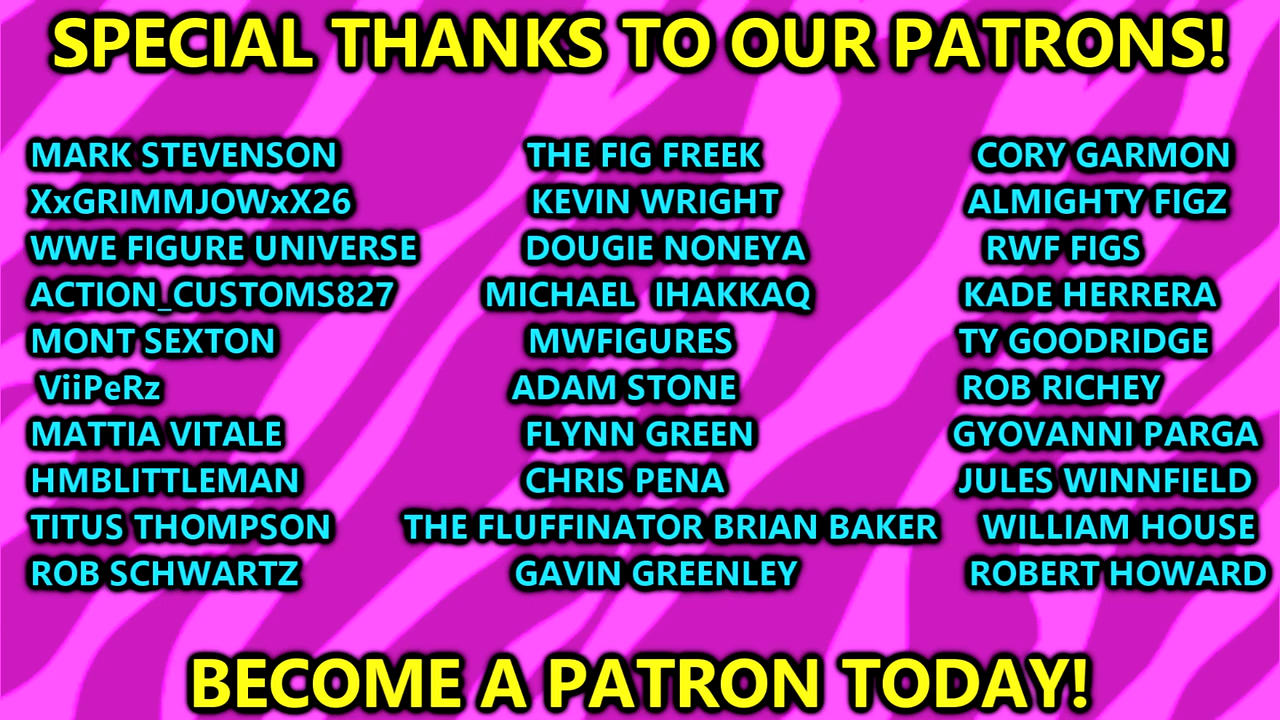 SPECIAL THANKS TO OUR PATRONS!
MARK STEVENSON THE FIG FREEK CORY GARMON
XxGRIMMJOWxX26 KEVIN WRIGHT ALMIGHTY FIGZ
WWE FIGURE UNIVERSE DOUGIE NONEYA RWF FIGS
ACTION_CUSTOMS827 MICHAEL IHAKKAQ KADE HERRERA
MONT SEXTON MWFIGURES TY GOODRIDGE
ViiPeRz ADAM STONE ROB RICHEY
MATTIA VITALE FLYNN GREEN GYOVANNI PARGA
HMBLITTLEMAN CHRIS PENA JULES WINNFIELD
TITUS THOMPSON THE FLUFFINATOR BRIAN BAKER WILLIAM HOUSE
ROB SCHWARTZ GAVIN GREENLEY ROBERT HOWARD
BECOME A PATRON TODAY!